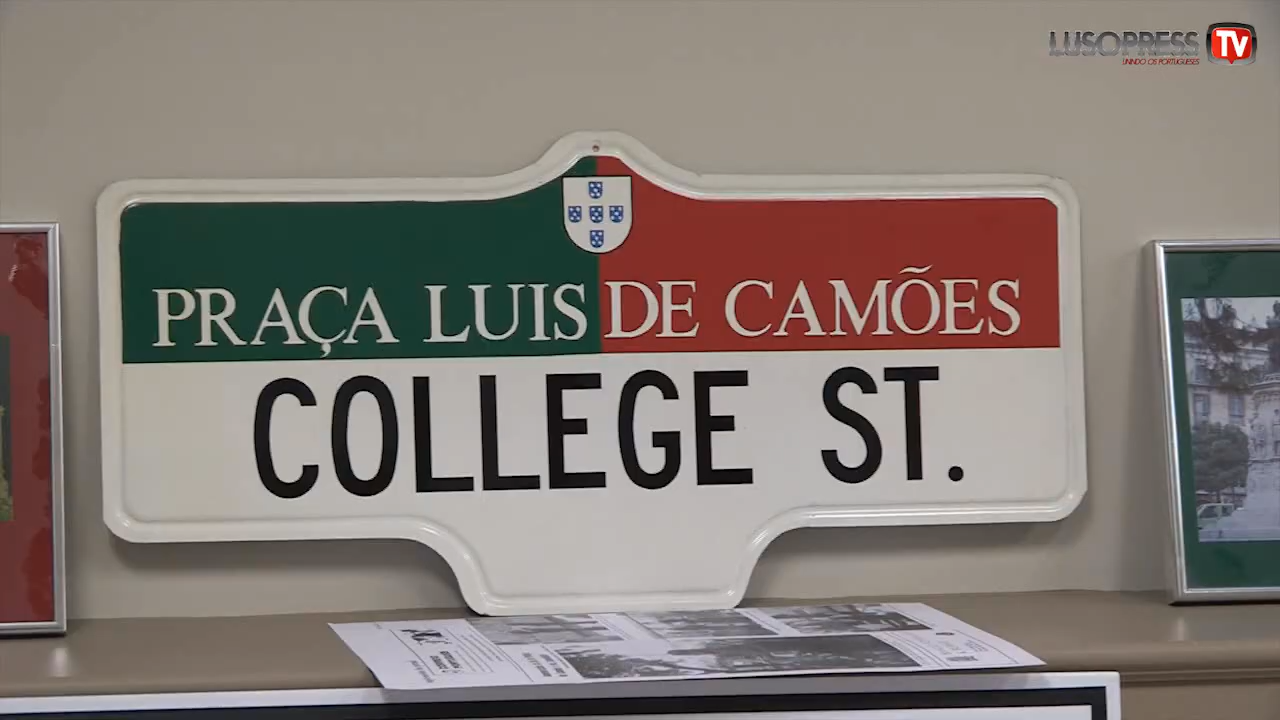 LUSOPRESS TV
UNINDO OS PORTUGUESES
PRAÇA LUIS DE CAMÕES
COLLEGE ST.